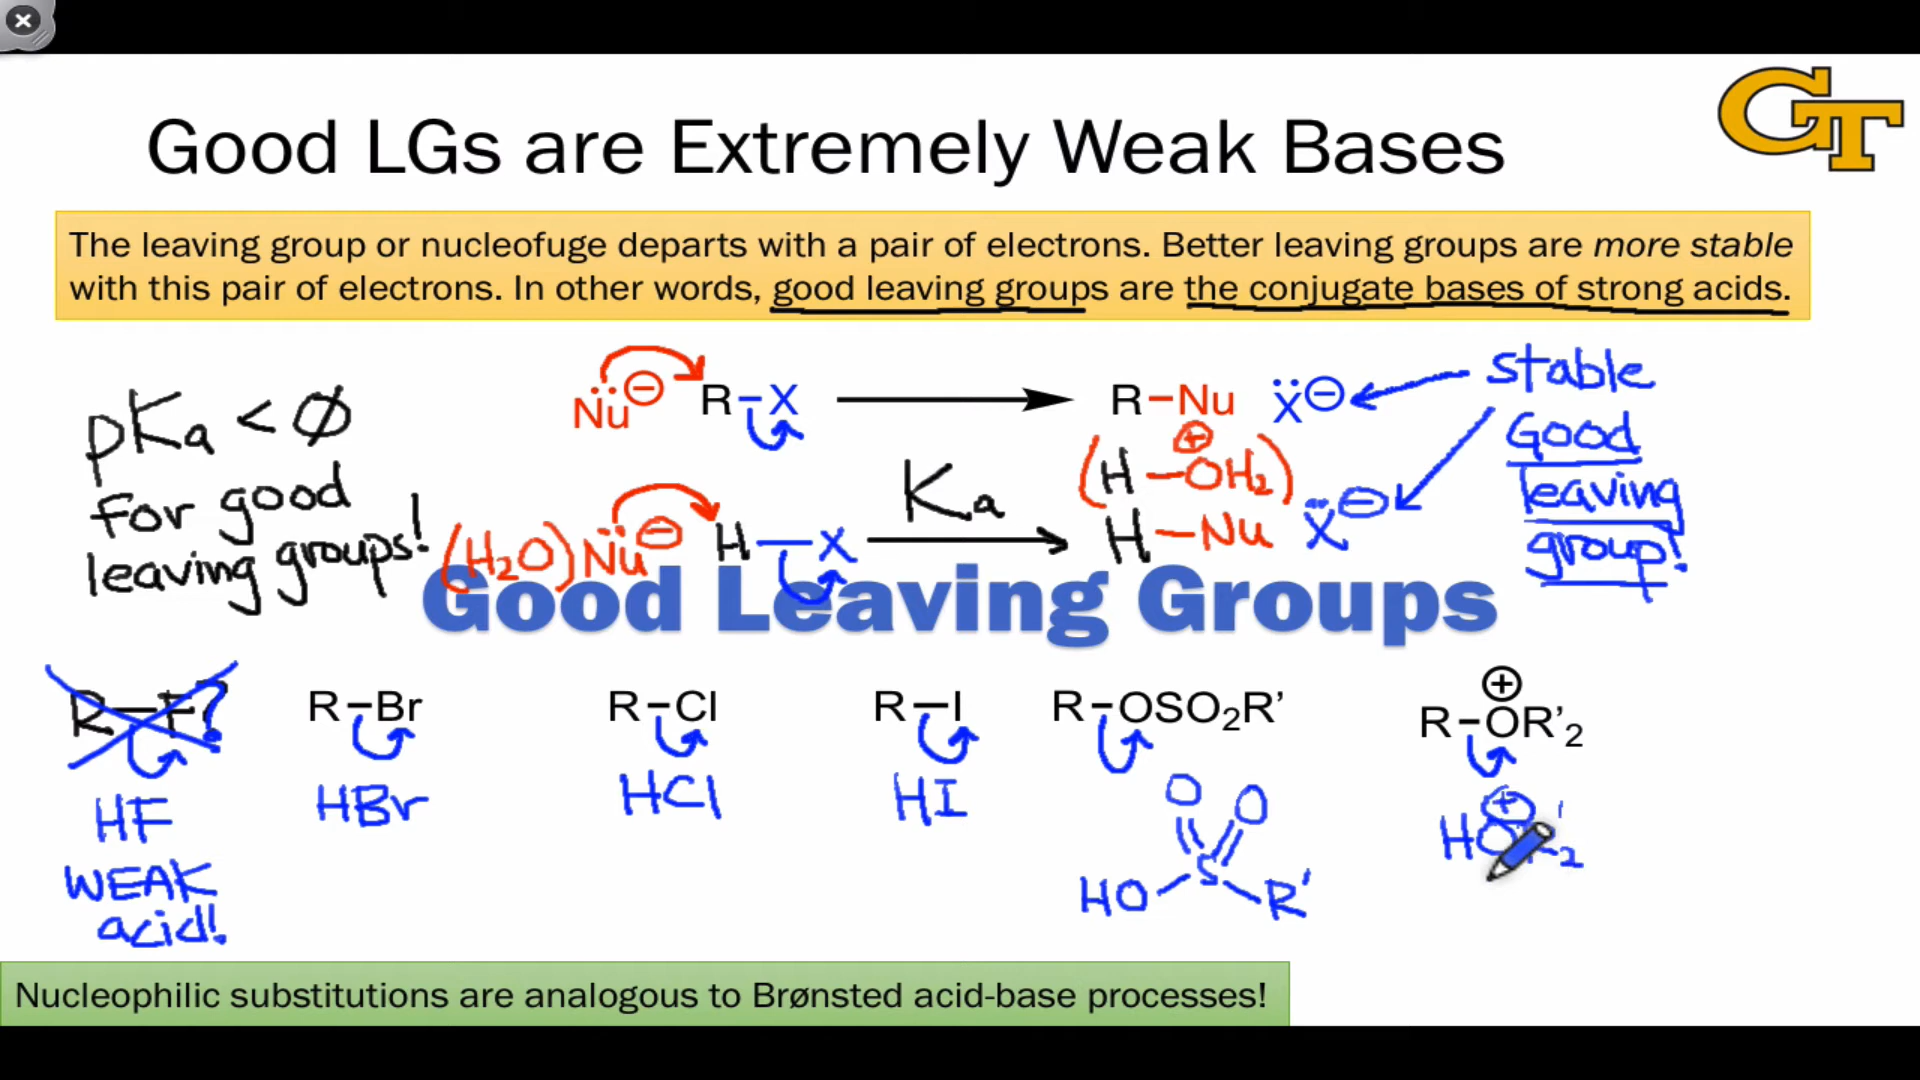 GT
Good LGs are Extremely Weak Bases
The leaving group or nucleofuge departs with a pair of electrons. Better leaving groups are more stable
with this pair of electrons. In other words, good leaving groups are the conjugate bases of strong acids.
pKa < Ø
for good
leaving groups!
Nu⊖ R–X R–Nu Ẍ⊖
(H–O⊕H₂)
(H₂O) Nu⊖ H–X Ka H–Nu Ẍ⊖
stable
Good
leaving
group!
Good Leaving Groups
R–F? R–Br R–Cl R–I R–OSO₂R' R–O⊕R'₂
HF HBr HCl HI
WEAK
acid!
O O
HO S R'
HO⊕ ₂
Nucleophilic substitutions are analogous to Brønsted acid-base processes!